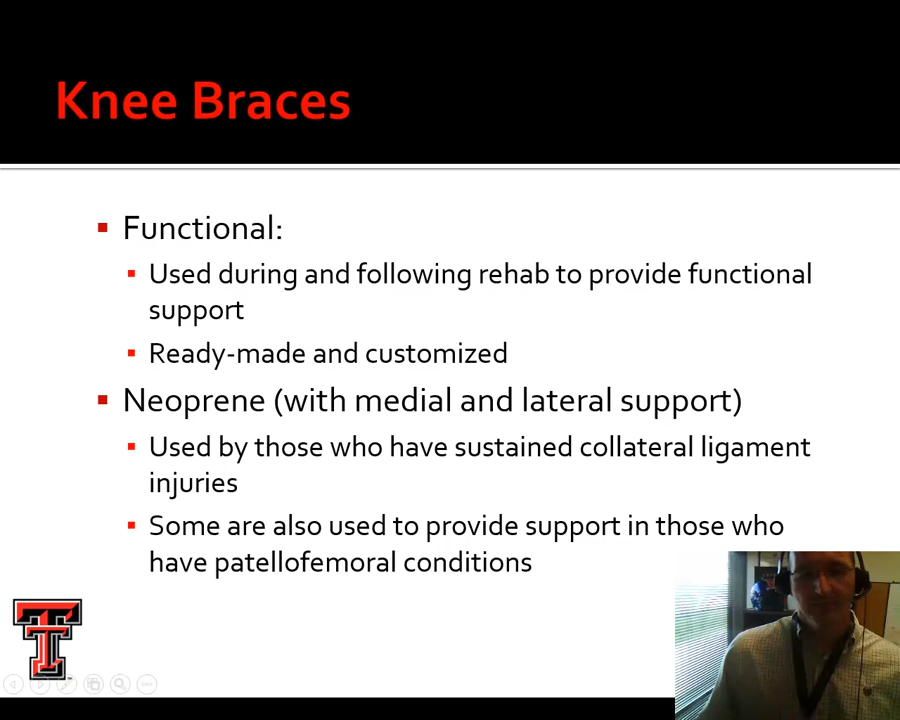 Knee Braces
Functional:
Used during and following rehab to provide functional
support
Ready-made and customized
Neoprene (with medial and lateral support)
Used by those who have sustained collateral ligament
injuries
Some are also used to provide support in those who
have patellofemoral conditions